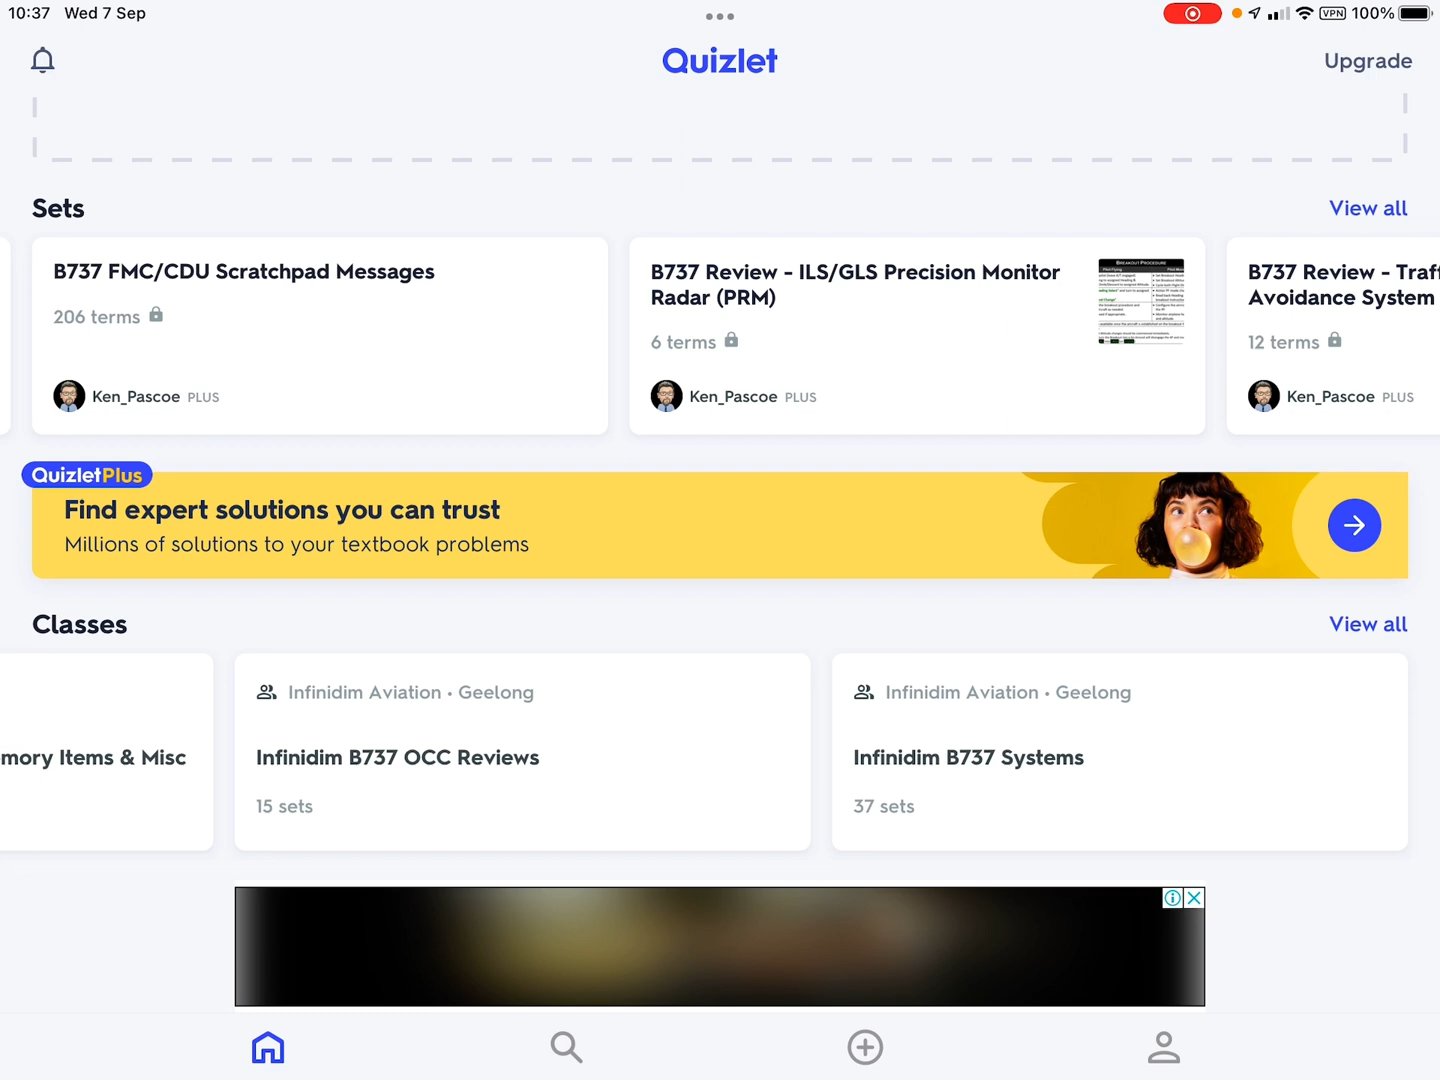 10:37 Wed 7 Sep
VPN 100%
Quizlet
Upgrade
Sets
View all
B737 FMC/CDU Scratchpad Messages
206 terms
Ken_Pascoe PLUS
B737 Review - ILS/GLS Precision Monitor
Radar (PRM)
6 terms
BREAKOUT PROCEDURE
Ken_Pascoe PLUS
B737 Review - Traf
Avoidance System
12 terms
Ken_Pascoe PLUS
QuizletPlus
Find expert solutions you can trust
Millions of solutions to your textbook problems
Classes
View all
mory Items & Misc
Infinidim Aviation • Geelong
Infinidim B737 OCC Reviews
15 sets
Infinidim Aviation • Geelong
Infinidim B737 Systems
37 sets